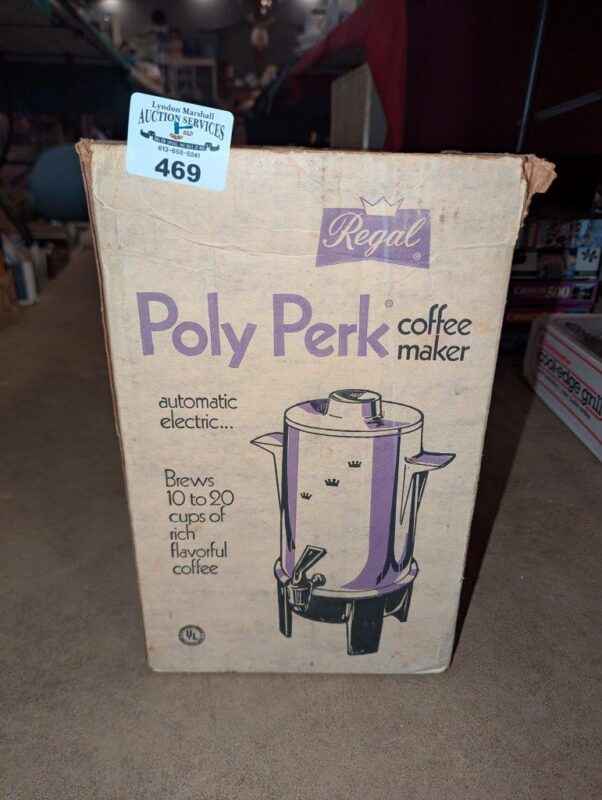 Lyndon Marshall
AUCTION SERVICES
469
Regal
Poly Perk
coffee
maker
automatic
electric...
Brews
10 to 20
cups of
rich
flavorful
coffee
UL